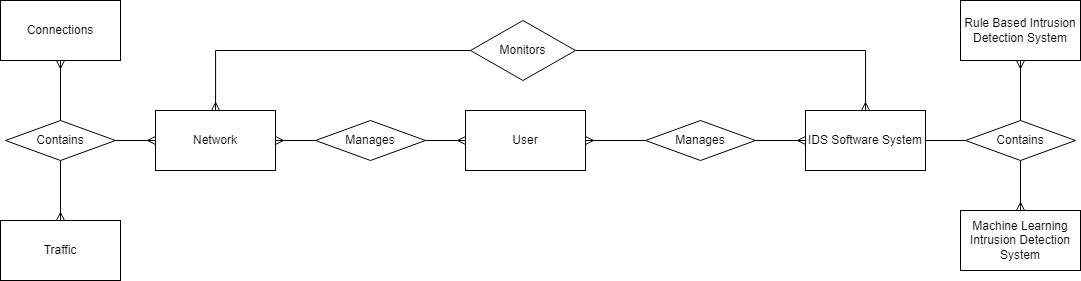 Connections
Rule Based Intrusion
Detection System
Monitors
Contains
Network
Manages
User
Manages
IDS Software System
Contains
Traffic
Machine Learning
Intrusion Detection
System